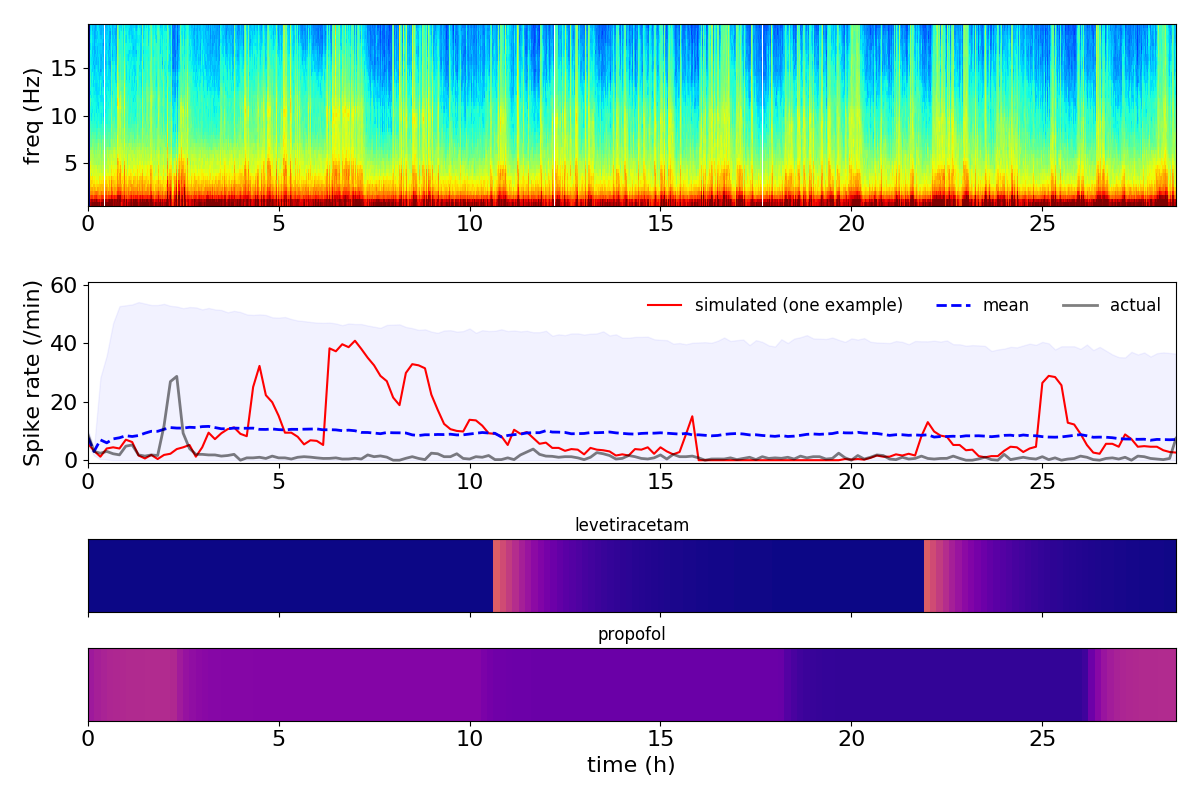 15
10
5
freq (Hz)
0 5 10 15 20 25
60
40
20
0
Spike rate (/min)
simulated (one example) mean actual
0 5 10 15 20 25
levetiracetam
propofol
0 5 10 15 20 25
time (h)